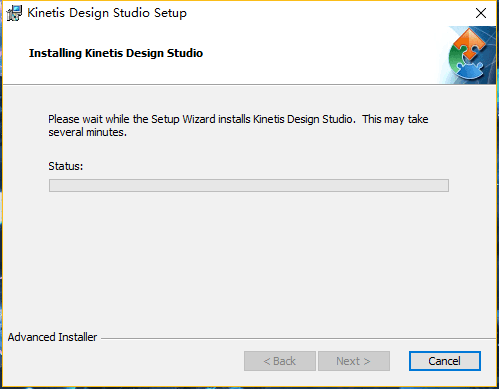 Kinetis Design Studio Setup
Installing Kinetis Design Studio
Please wait while the Setup Wizard installs Kinetis Design Studio.  This may take
several minutes.
Status:
Advanced Installer
< Back
Next >
Cancel